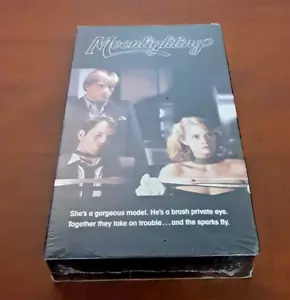 Moonlighting
She's a gorgeous model. He's a brash private eye.
Together they take on trouble...and the sparks fly.